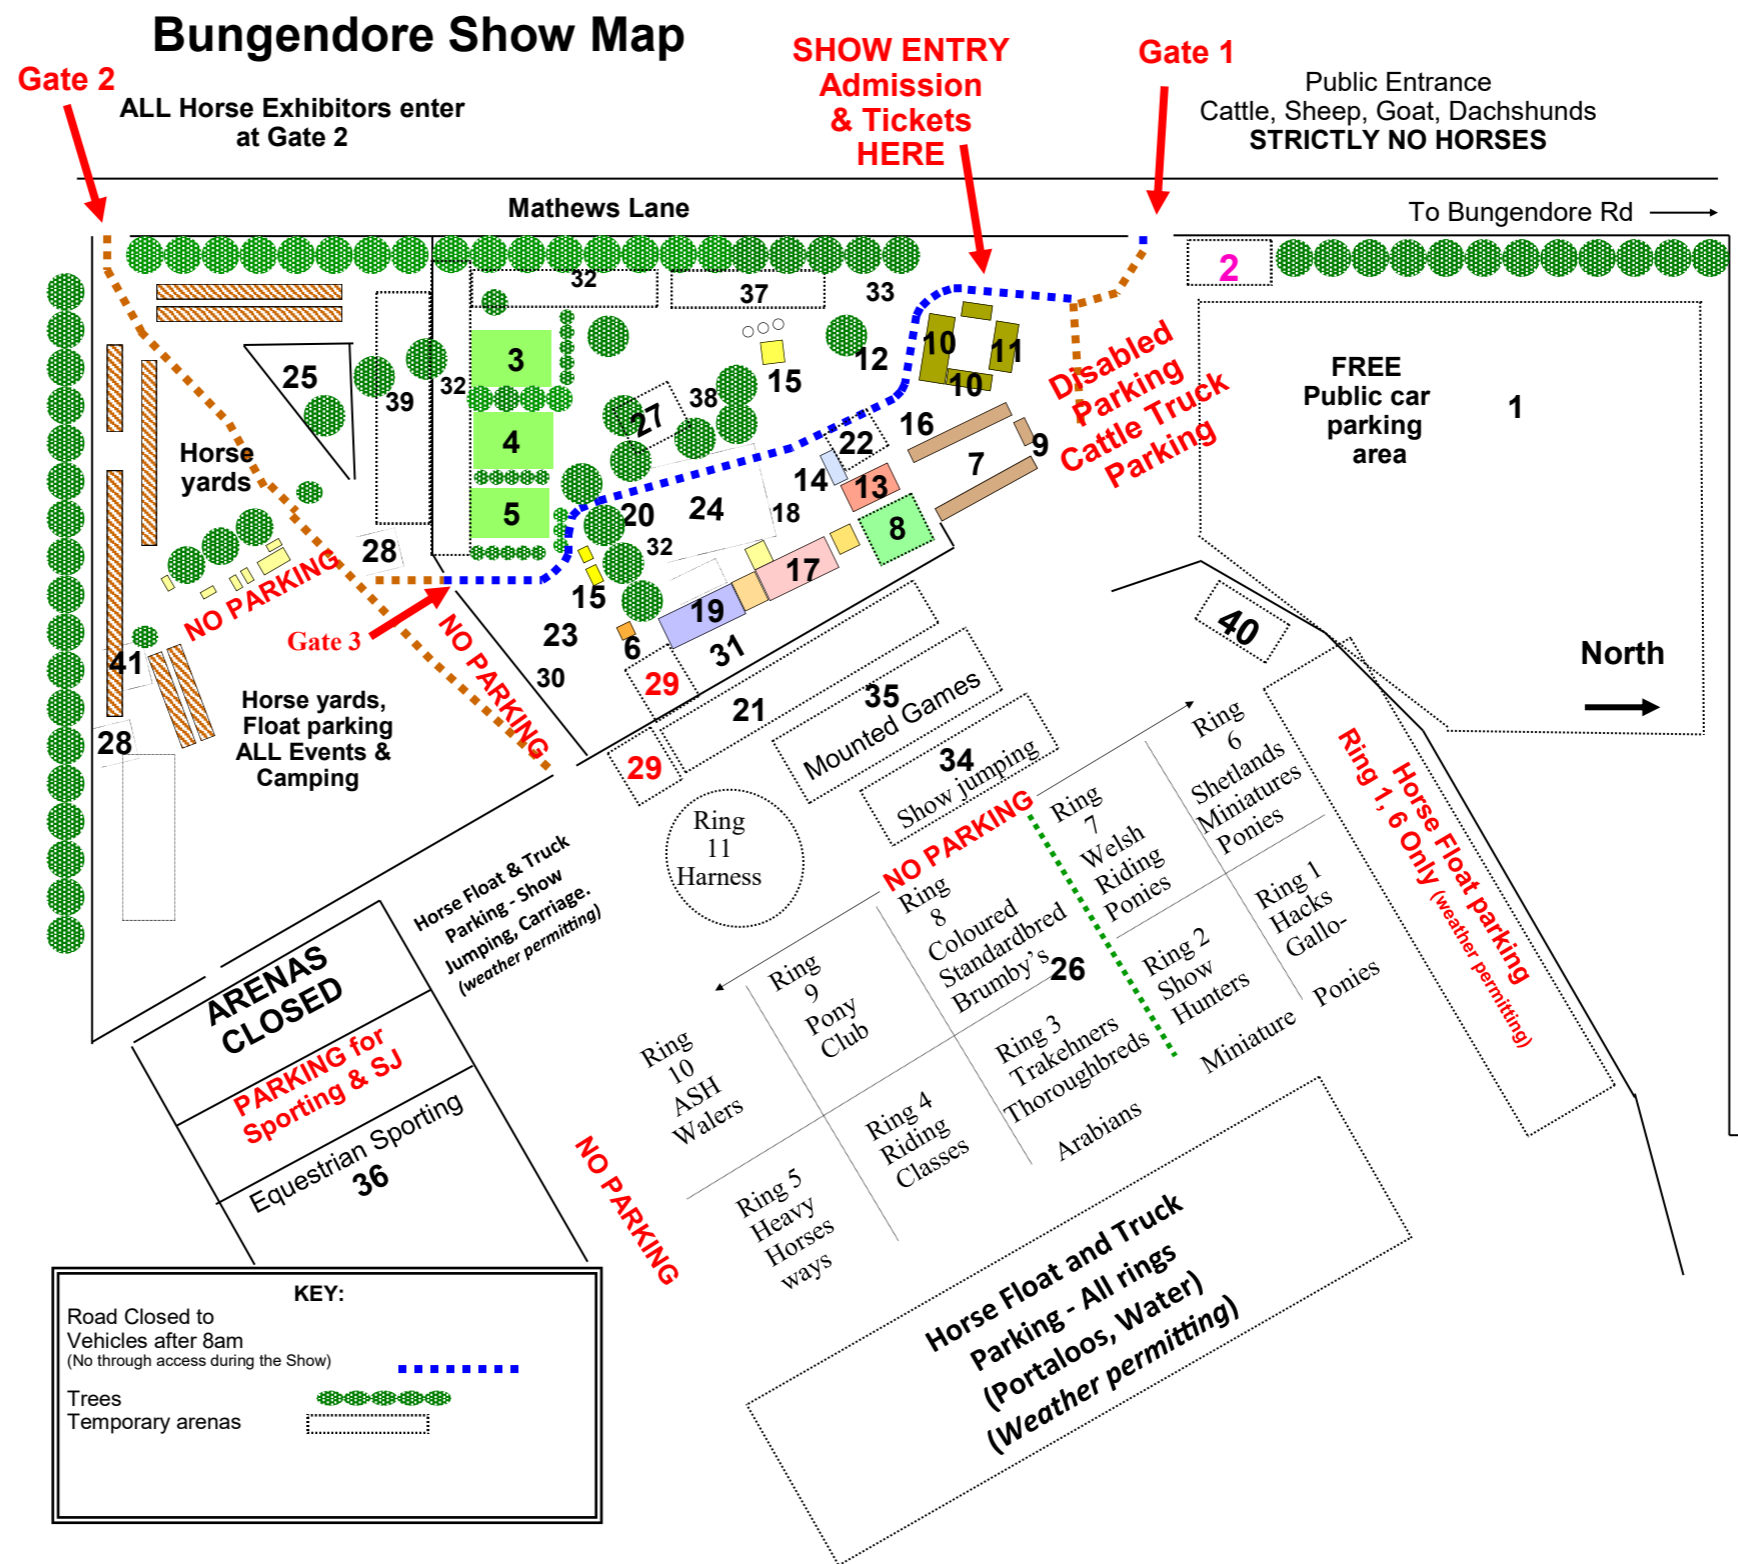 Bungendore Show Map
Gate 2
ALL Horse Exhibitors enter
at Gate 2
SHOW ENTRY
Admission
& Tickets
HERE
Gate 1
Public Entrance
Cattle, Sheep, Goat, Dachshunds
STRICTLY NO HORSES
Mathews Lane
To Bungendore Rd
2
32
37
33
3
4
5
25
39
32
15
12
10
11
10
38
27
22
16
9
7
14
13
8
18
24
20
32
17
19
15
23
30
6
31
29
29
21
28
41
28
Disabled
Parking
Cattle Truck
Parking
FREE
Public car
parking
area
1
40
North
Horse
yards
NO PARKING
Gate 3
NO PARKING
Horse yards,
Float parking
ALL Events &
Camping
35
Mounted Games
34
Show jumping
NO PARKING
Ring
11
Harness
Ring
6
Shetlands
Miniatures
Ponies
Ring
7
Welsh
Riding
Ponies
Ring
8
Coloured
Standardbred
Brumby's
26
Ring
9
Pony
Club
Ring
10
ASH
Walers
Ring 1
Hacks
Gallo-
Ponies
Ring 2
Show
Hunters
Miniature
Ring 3
Trakehners
Thoroughbreds
Arabians
Ring 4
Riding
Classes
Ring 5
Heavy
Horses
ways
Horse Float parking
Ring 1, 6 Only (weather permitting)
(weather permitting)
Horse Float & Truck
Parking - Show
Jumping, Carriage.
(weather permitting)
ARENAS
CLOSED
PARKING for
Sporting & SJ
Equestrian Sporting
36
NO PARKING
Horse Float and Truck
Parking - All rings
(Portaloos, Water)
(Weather permitting)
KEY:
Road Closed to
Vehicles after 8am
(No through access during the Show)
Trees
Temporary arenas